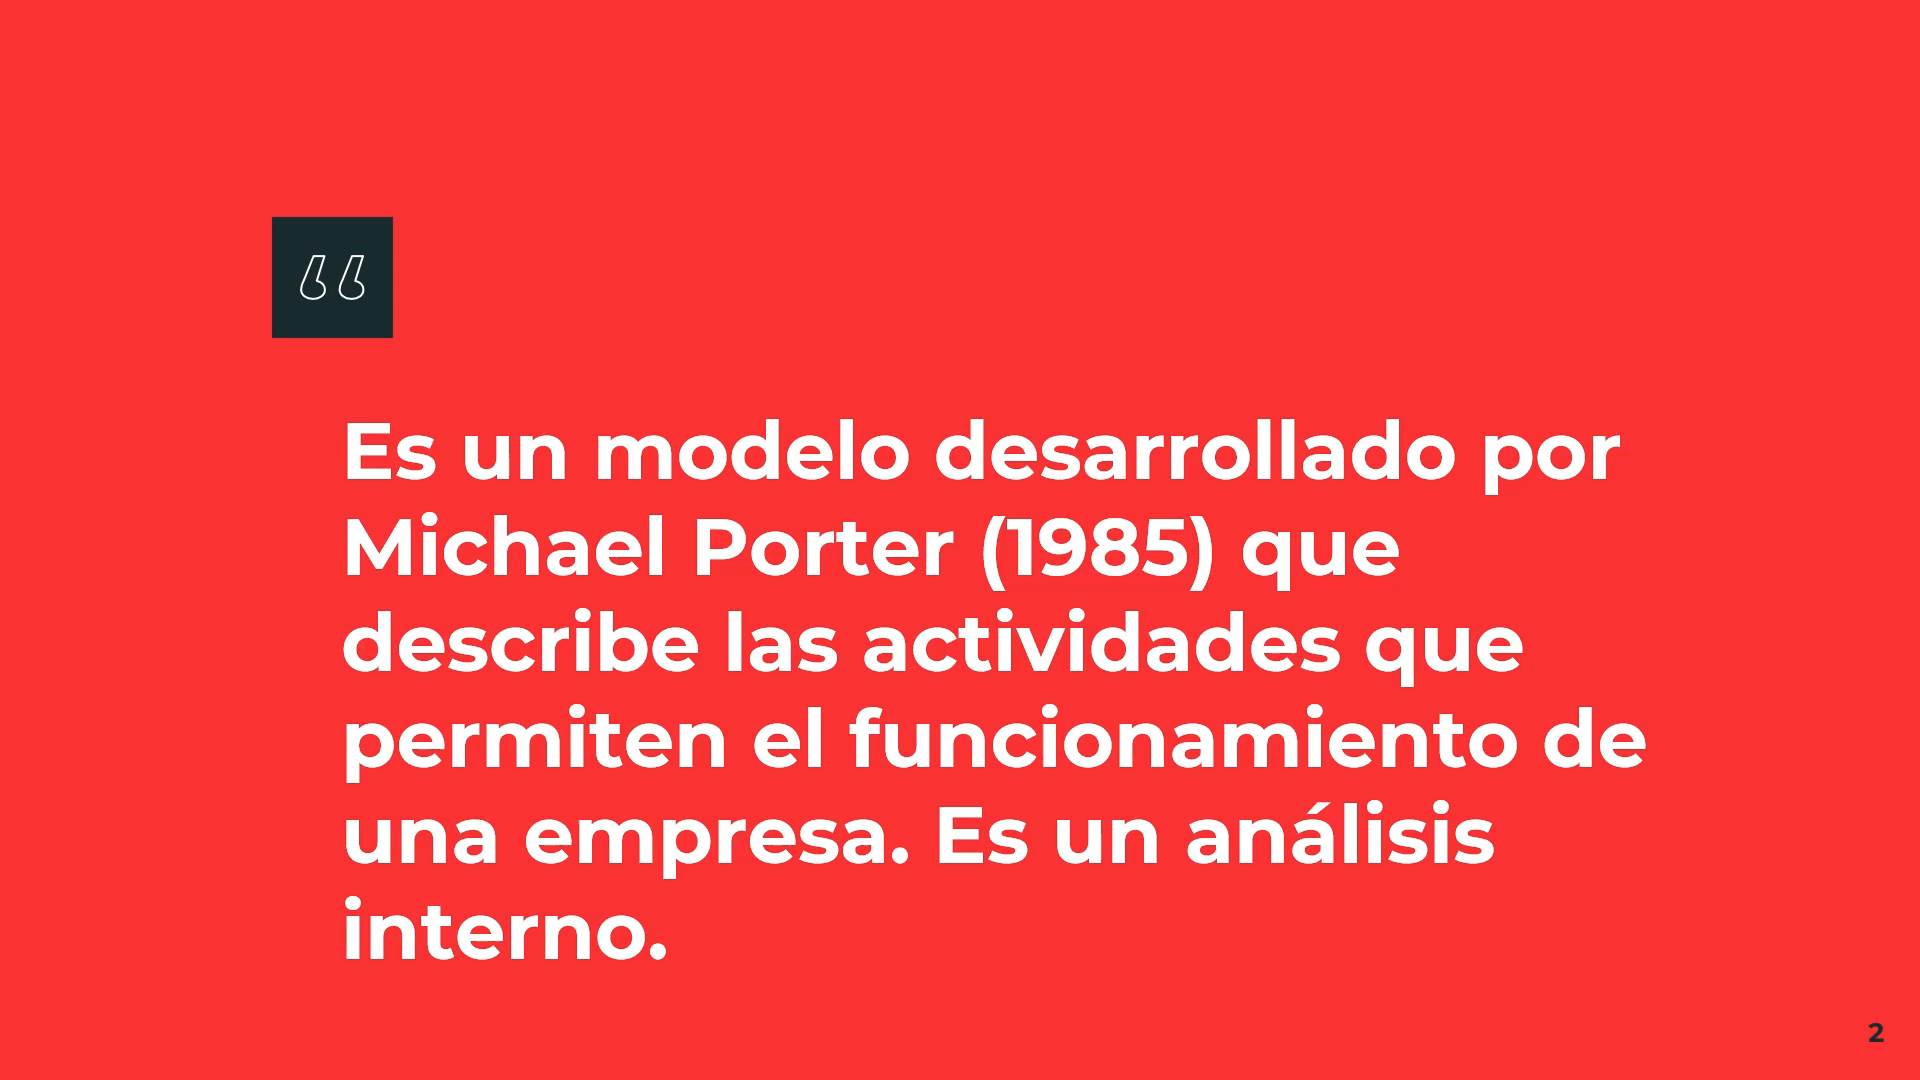 “
Es un modelo desarrollado por
Michael Porter (1985) que
describe las actividades que
permiten el funcionamiento de
una empresa. Es un análisis
interno.
2